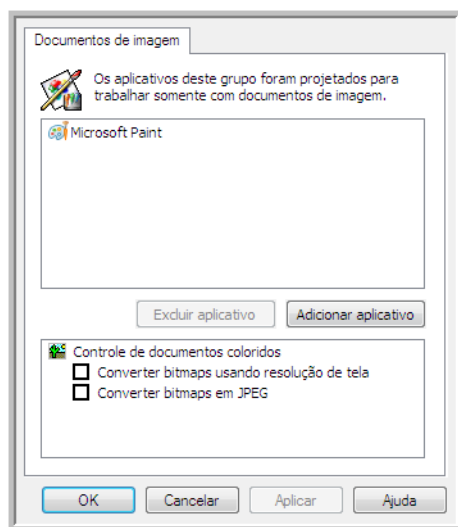 Documentos de imagem
Os aplicativos deste grupo foram projetados para
trabalhar somente com documentos de imagem.
Microsoft Paint
Excluir aplicativo
Adicionar aplicativo
Controle de documentos coloridos
Converter bitmaps usando resolução de tela
Converter bitmaps em JPEG
OK
Cancelar
Aplicar
Ajuda